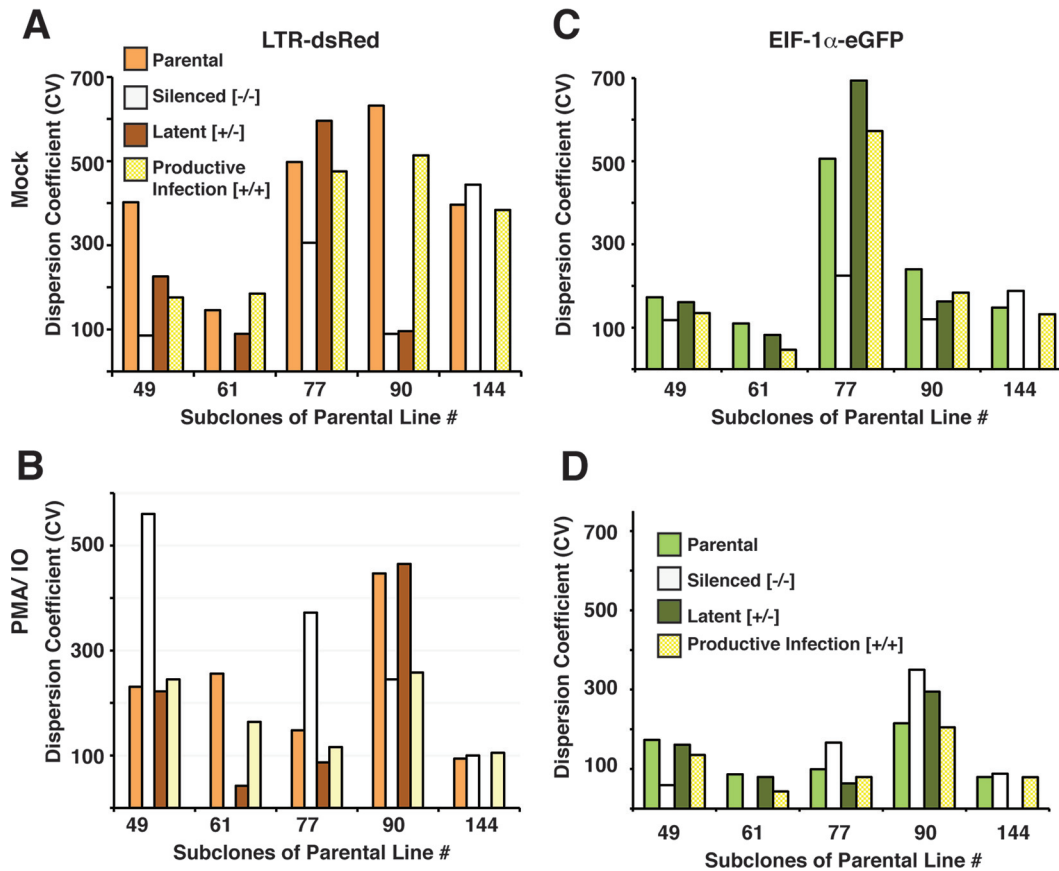 A
LTR-dsRed
Mock
Dispersion Coefficient (CV)
700
500
300
100
Parental
Silenced [-/-]
Latent [+/-]
Productive
Infection [+/+]
49
61
77
90
144
Subclones of Parental Line #
C
EIF-1α-eGFP
Dispersion Coefficient (CV)
700
500
300
100
49
61
77
90
144
Subclones of Parental Line #
B
PMA/ IO
Dispersion Coefficient (CV)
500
300
100
49
61
77
90
144
Subclones of Parental Line #
D
Dispersion Coefficient (CV)
700
500
300
100
Parental
Silenced [-/-]
Latent [+/-]
Productive Infection [+/+]
49
61
77
90
144
Subclones of Parental Line #